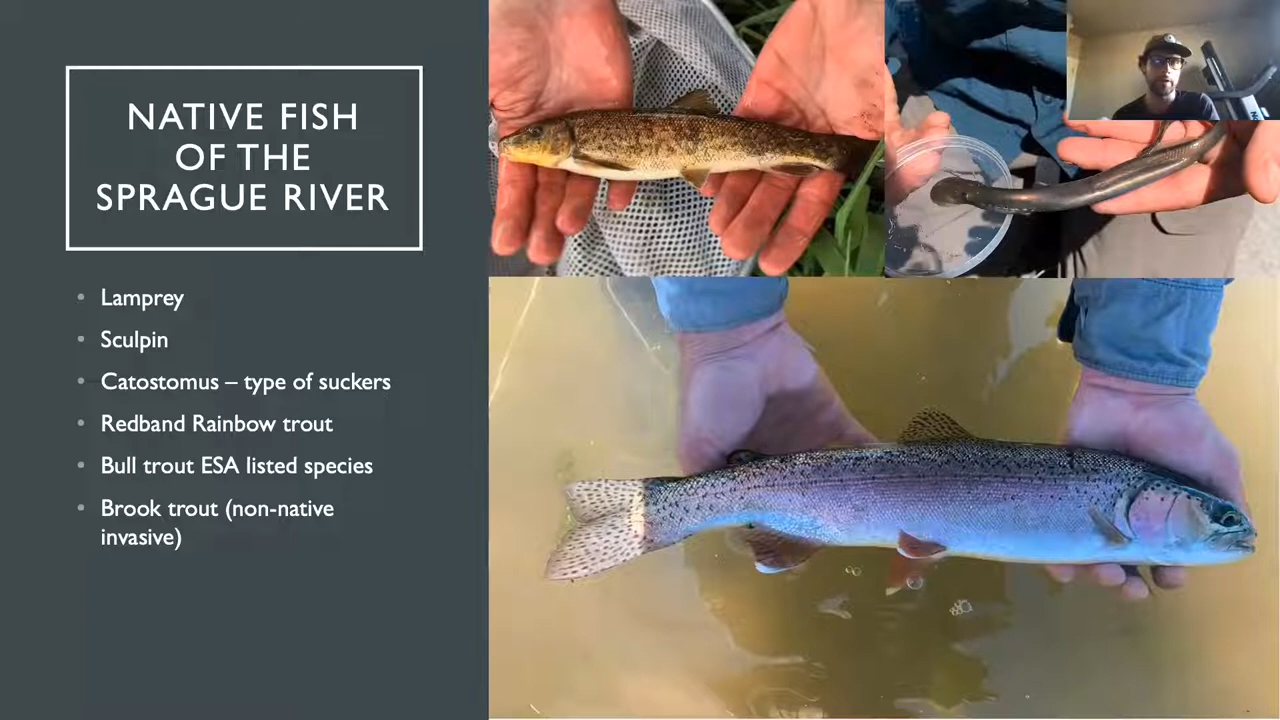 NATIVE FISH
OF THE
SPRAGUE RIVER
• Lamprey
• Sculpin
• Catostomus – type of suckers
• Redband Rainbow trout
• Bull trout ESA listed species
• Brook trout (non-native
invasive)